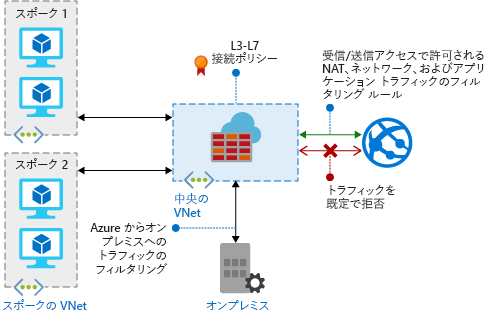 スポーク 1
スポーク 2
スポークの VNet
L3-L7
接続ポリシー
中央の
VNet
Azure からオン
プレミスへの
トラフィックの
フィルタリング
オンプレミス
受信/送信アクセスで許可される
NAT、ネットワーク、およびアプリ
ケーション トラフィックのフィル
タリング ルール
トラフィックを
既定で拒否